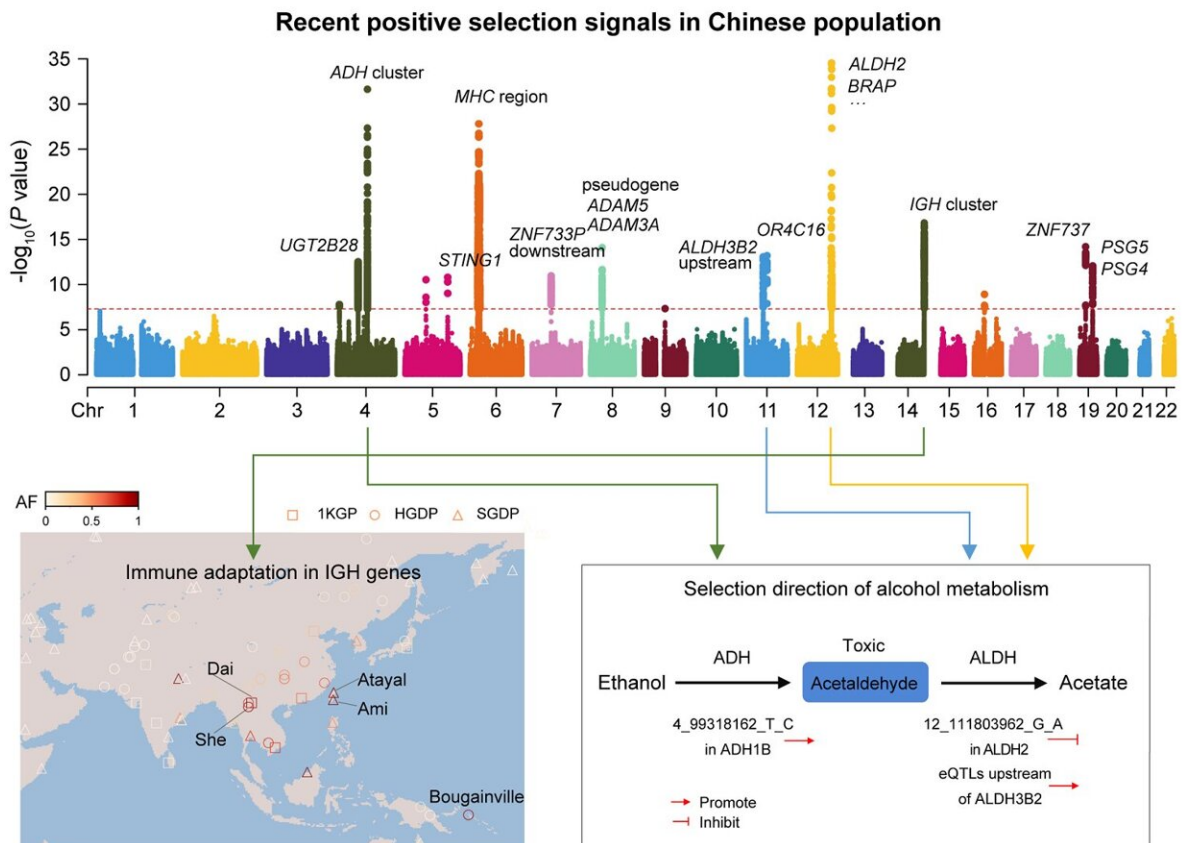 Recent positive selection signals in Chinese population
35
30
25
20
15
10
5
0
-log10(P value)
ADH cluster
MHC region
ALDH2
BRAP
...
UGT2B28
STING1
ZNF733P
downstream
pseudogene
ADAM5
ADAM3A
ALDH3B2
upstream
OR4C16
IGH cluster
ZNF737
PSG5
PSG4
Chr 1 2 3 4 5 6 7 8 9 10 11 12 13 14 15 16 17 18 19 20 21 22
AF
0 0.5 1
1KGP HGDP SGDP
Immune adaptation in IGH genes
Dai
She
Atayal
Ami
Bougainville
Selection direction of alcohol metabolism
Ethanol
ADH
Toxic
Acetaldehyde
ALDH
Acetate
4_99318162_T_C
in ADH1B
12_111803962_G_A
in ALDH2
eQTLs upstream
of ALDH3B2
Promote
Inhibit